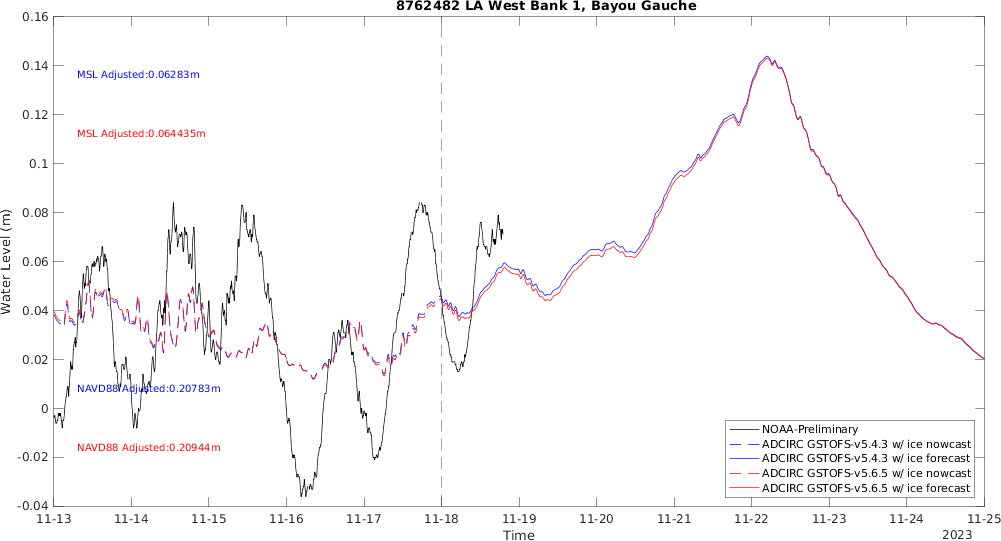 8762482 LA West Bank 1, Bayou Gauche
0.16
0.14
0.12
0.1
0.08
0.06
0.04
0.02
0
-0.02
-0.04
Water Level (m)
MSL Adjusted:0.06283m
MSL Adjusted:0.064435m
NAVD88 Adjusted:0.20783m
NAVD88 Adjusted:0.20944m
NOAA-Preliminary
ADCIRC GSTOFS-v5.4.3 w/ ice nowcast
ADCIRC GSTOFS-v5.4.3 w/ ice forecast
ADCIRC GSTOFS-v5.6.5 w/ ice nowcast
ADCIRC GSTOFS-v5.6.5 w/ ice forecast
11-13 11-14 11-15 11-16 11-17 11-18 11-19 11-20 11-21 11-22 11-23 11-24 11-25
Time
2023